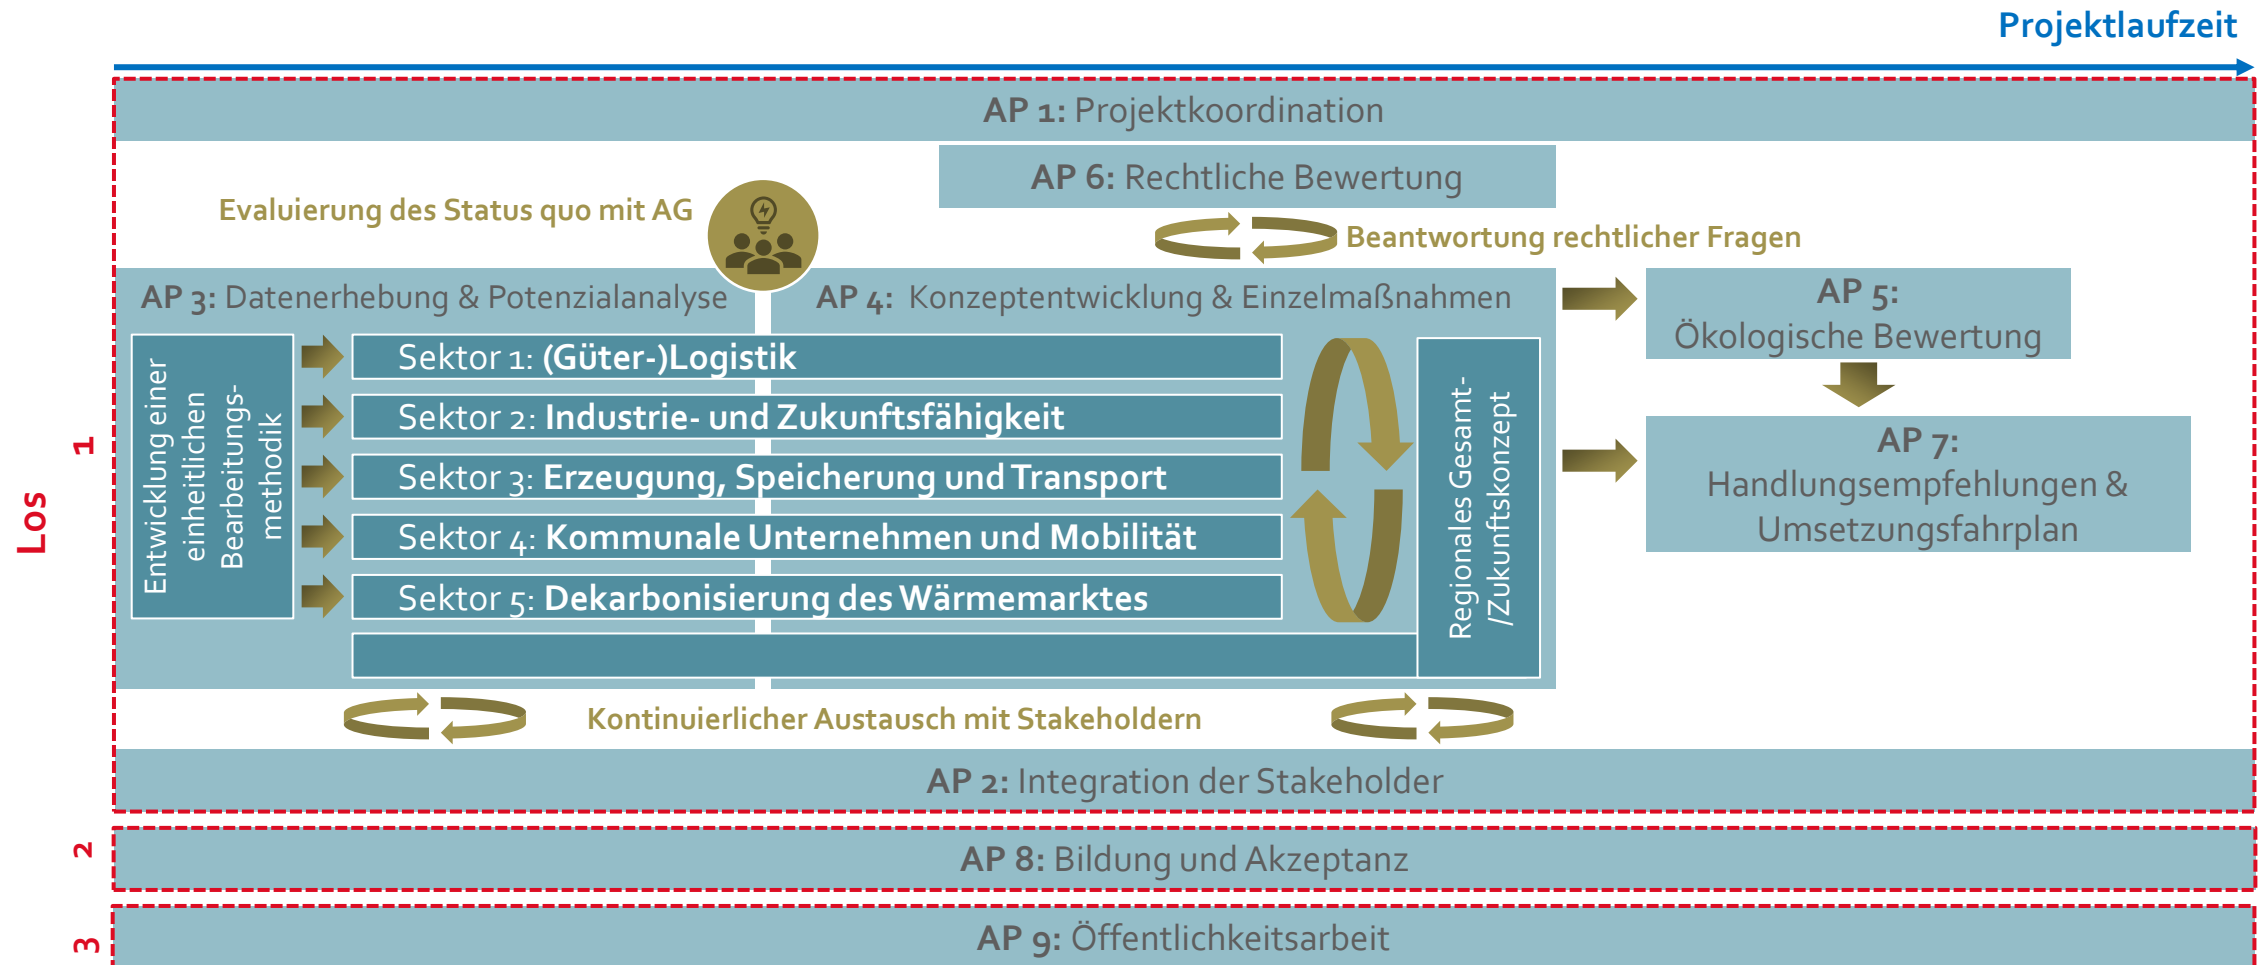 Projektlaufzeit
AP 1: Projektkoordination
AP 6: Rechtliche Bewertung
Evaluierung des Status quo mit AG
Beantwortung rechtlicher Fragen
AP 3: Datenerhebung & Potenzialanalyse
AP 4: Konzeptentwicklung & Einzelmaßnahmen
AP 5:
Ökologische Bewertung
Entwicklung einer
einheitlichen
Bearbeitungs-
methodik
Sektor 1: (Güter-)Logistik
Sektor 2: Industrie- und Zukunftsfähigkeit
Sektor 3: Erzeugung, Speicherung und Transport
Sektor 4: Kommunale Unternehmen und Mobilität
Sektor 5: Dekarbonisierung des Wärmemarktes
Regionales Gesamt-
/Zukunftskonzept
AP 7:
Handlungsempfehlungen &
Umsetzungsfahrplan
Kontinuierlicher Austausch mit Stakeholdern
AP 2: Integration der Stakeholder
Los
1
2
AP 8: Bildung und Akzeptanz
3
AP 9: Öffentlichkeitsarbeit